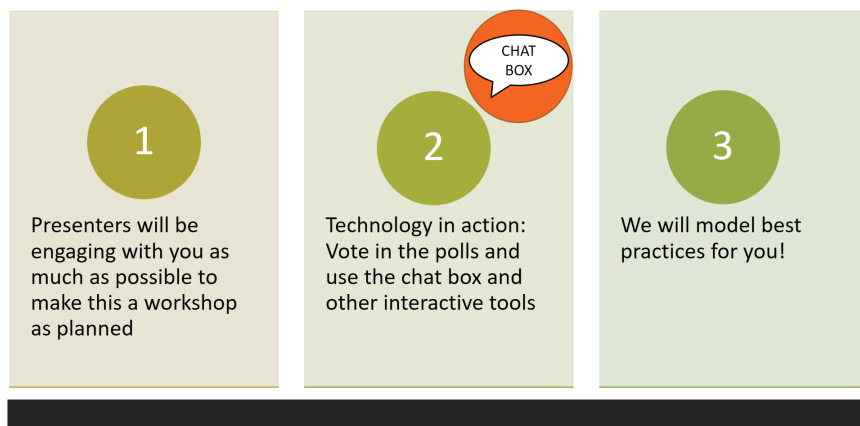 1
Presenters will be
engaging with you as
much as possible to
make this a workshop
as planned
CHAT
BOX
2
Technology in action:
Vote in the polls and
use the chat box and
other interactive tools
3
We will model best
practices for you!